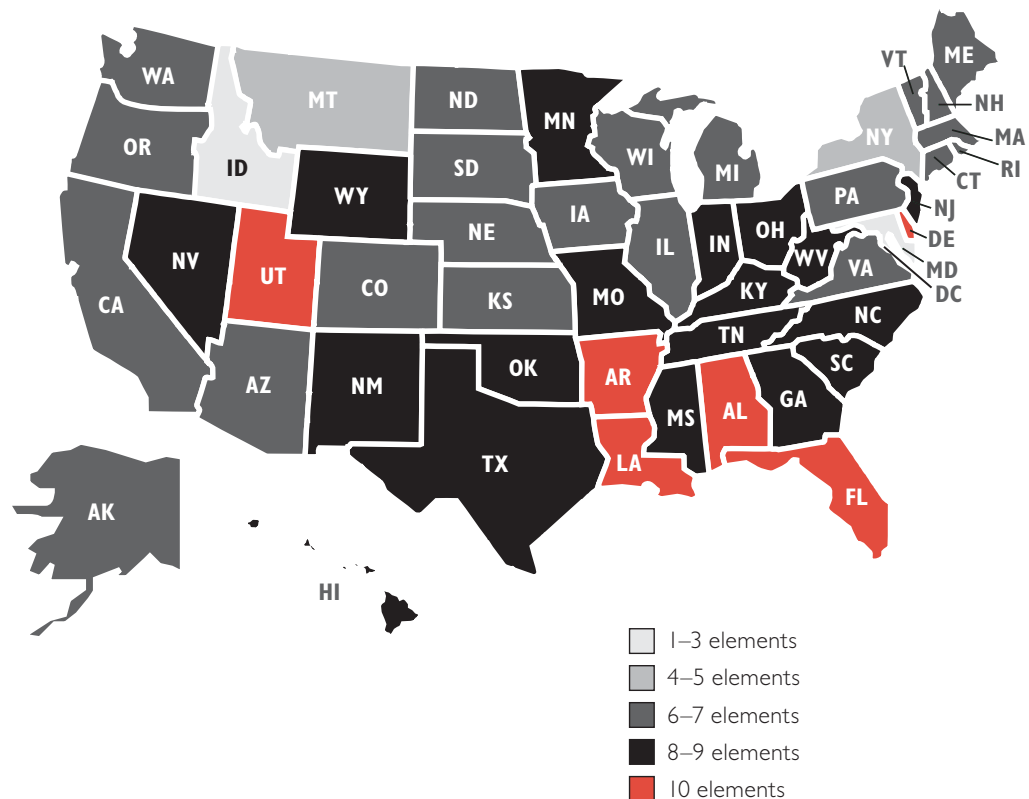 ME
VT
WA
MT
ND
NH
MN
MA
NY
OR
WI
RI
ID
SD
MI
CT
WY
PA
IA
NJ
NE
OH
IL
IN
DE
NV
UT
WV
VA
MD
CO
DC
CA
KS
MO
KY
NC
TN
OK
SC
AZ
NM
AR
GA
MS
AL
TX
LA
FL
AK
HI
1–3 elements
4–5 elements
6–7 elements
8–9 elements
10 elements